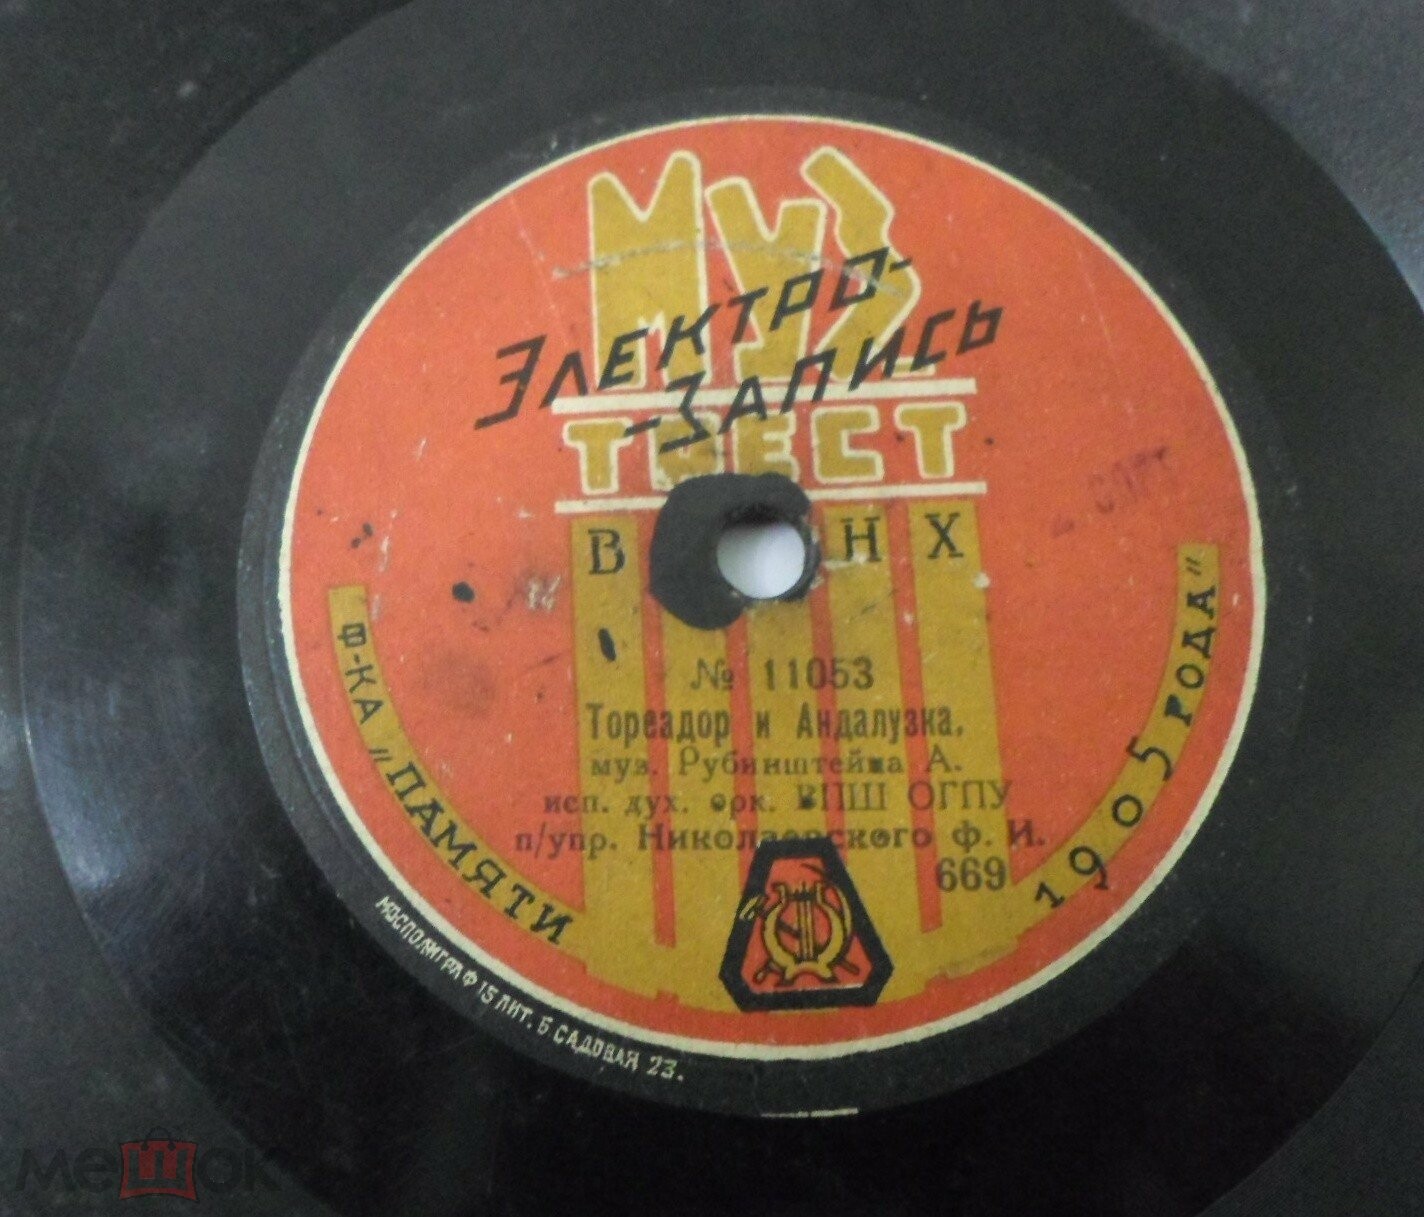 МУЗ
ЭЛЕКТРО-
-ЗАПИСЬ
ТРЕСТ
В Н Х
№ 11053
Тореадор и Андалузка.
муз. Рубинштейна А.
исп. дух. орк. ВПШ ОГПУ
п/упр. Николаевского ф. И.
669
Ф-КА „ПАМЯТИ 1905 ГОДА"
МОСПОЛИГРАФ 15 ЛИТ. Б САДОВАЯ 23.
мешок